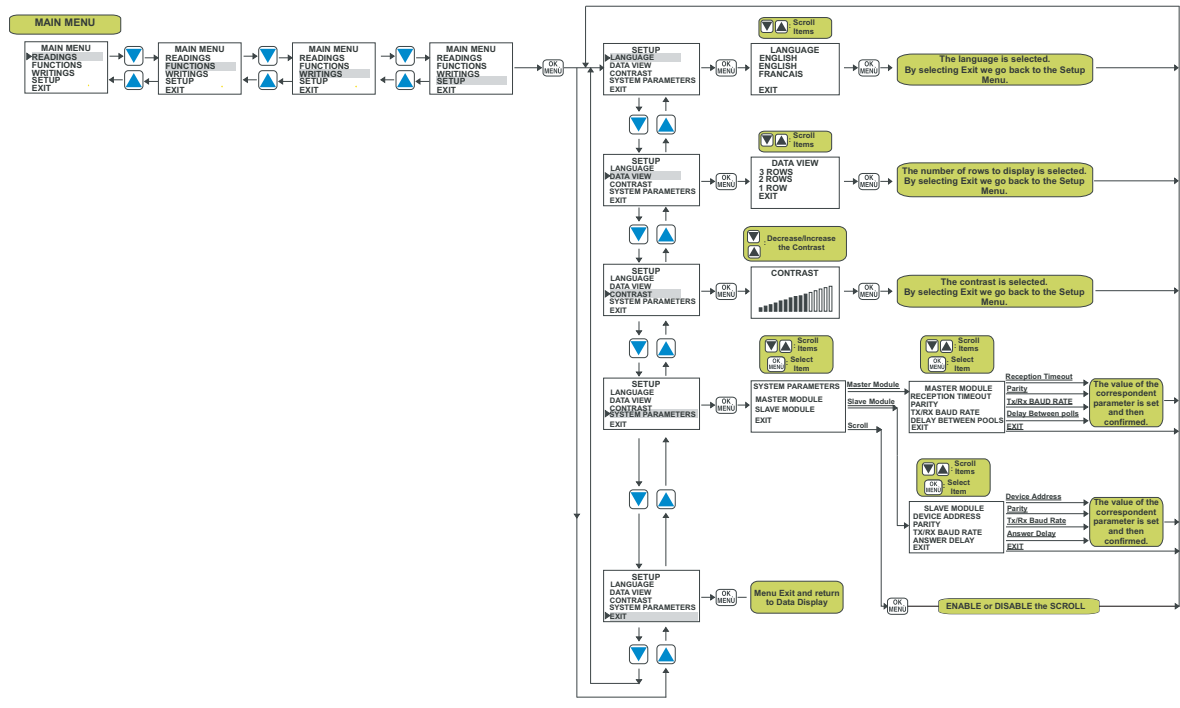 MAIN MENU
MAIN MENU
READINGS
FUNCTIONS
WRITINGS
SETUP
EXIT
MAIN MENU
READINGS
FUNCTIONS
WRITINGS
SETUP
EXIT
MAIN MENU
READINGS
FUNCTIONS
WRITINGS
SETUP
EXIT
MAIN MENU
READINGS
FUNCTIONS
WRITINGS
SETUP
EXIT
OK
MENÙ
SETUP
LANGUAGE
DATA VIEW
CONTRAST
SYSTEM PARAMETERS
EXIT
OK
MENÙ
: Scroll
Items
LANGUAGE
ENGLISH
ENGLISH
FRANCAIS
EXIT
OK
MENÙ
The language is selected.
By selecting Exit we go back to the Setup
Menu.
SETUP
LANGUAGE
DATA VIEW
CONTRAST
SYSTEM PARAMETERS
EXIT
OK
MENÙ
: Scroll
Items
DATA VIEW
3 ROWS
2 ROWS
1 ROW
EXIT
OK
MENÙ
The number of rows to display is selected.
By selecting Exit we go back to the Setup
Menu.
SETUP
LANGUAGE
DATA VIEW
CONTRAST
SYSTEM PARAMETERS
EXIT
OK
MENÙ
: Decrease/Increase
the Contrast
CONTRAST
OK
MENÙ
The contrast is selected.
By selecting Exit we go back to the Setup
Menu.
SETUP
LANGUAGE
DATA VIEW
CONTRAST
SYSTEM PARAMETERS
EXIT
OK
MENÙ
: Scroll
Items
OK
MENÙ
: Select
Item
SYSTEM PARAMETERS
MASTER MODULE
SLAVE MODULE
EXIT
Master Module
Slave Module
Scroll
: Scroll
Items
OK
MENÙ
: Select
Item
MASTER MODULE
RECEPTION TIMEOUT
PARITY
TX/RX BAUD RATE
DELAY BETWEEN POOLS
EXIT
Reception Timeout
Parity
Tx/Rx BAUD RATE
Delay Between polls
EXIT
The value of the
correspondent
parameter is set
and then
confirmed.
: Scroll
Items
OK
MENÙ
: Select
Item
SLAVE MODULE
DEVICE ADDRESS
PARITY
TX/RX BAUD RATE
ANSWER DELAY
EXIT
Device Address
Parity
Tx/Rx Baud Rate
Answer Delay
EXIT
The value of the
correspondent
parameter is set
and then
confirmed.
SETUP
LANGUAGE
DATA VIEW
CONTRAST
SYSTEM PARAMETERS
EXIT
OK
MENÙ
Menu Exit and return
to Data Display
OK
MENÙ
ENABLE or DISABLE the SCROLL